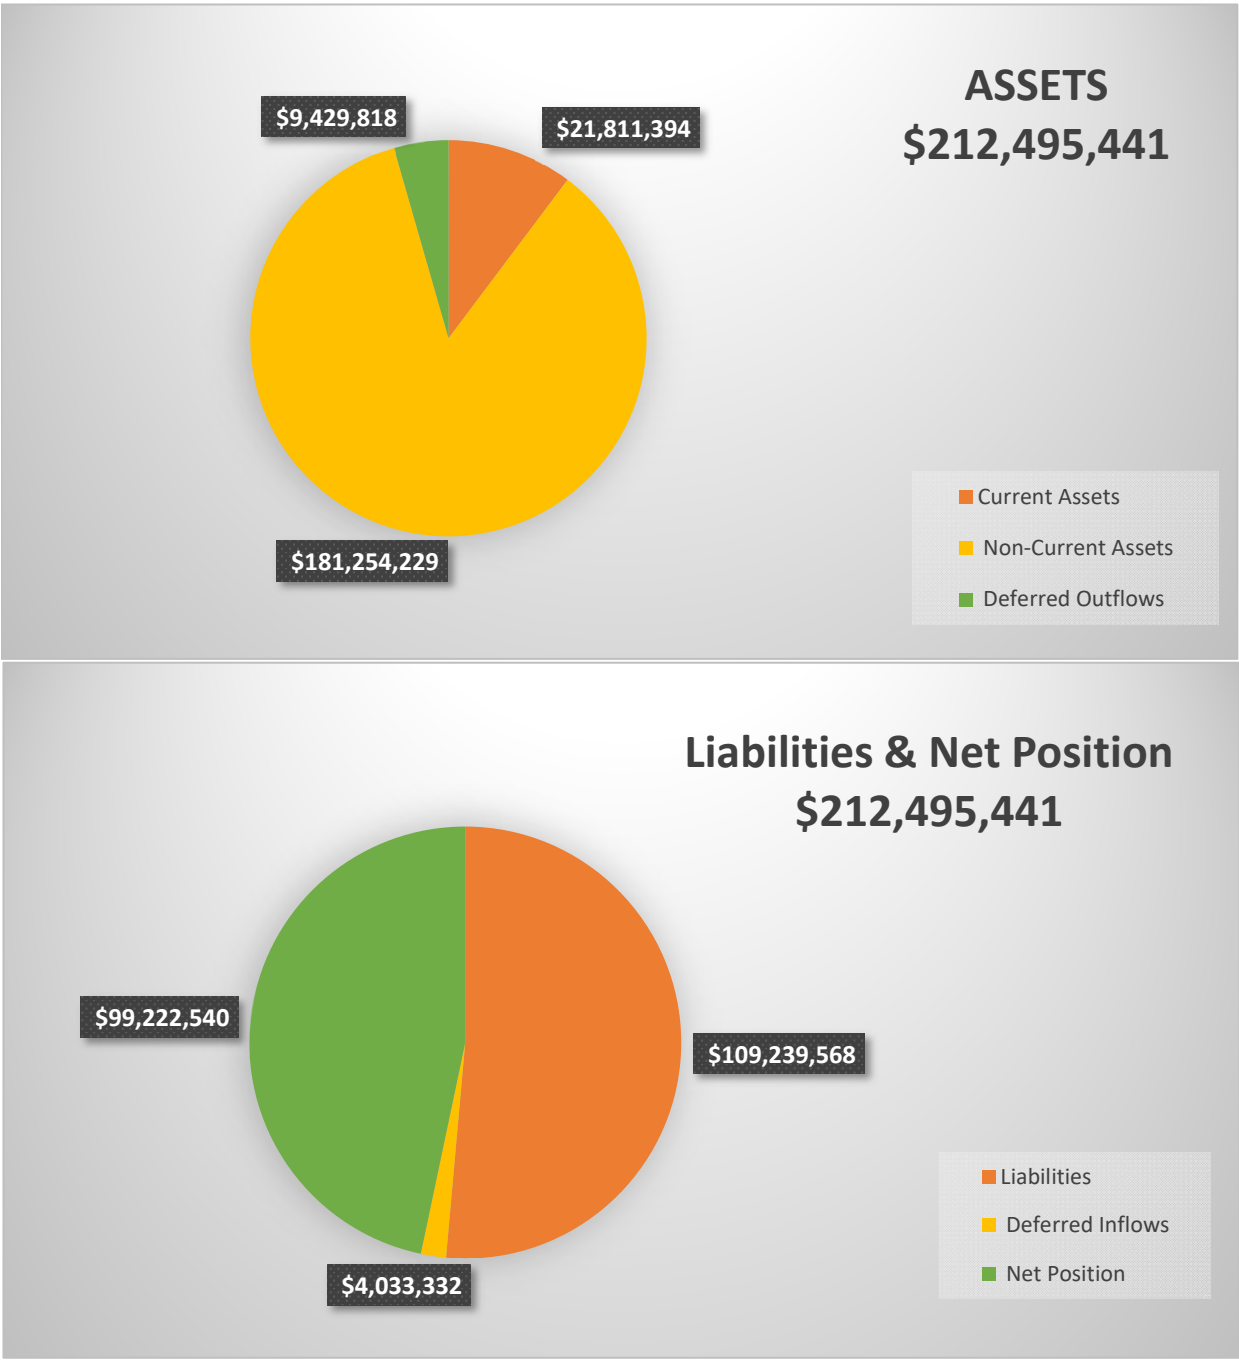 ASSETS
$212,495,441
$9,429,818
$21,811,394
$181,254,229
Current Assets
Non-Current Assets
Deferred Outflows
Liabilities & Net Position
$212,495,441
$99,222,540
$109,239,568
$4,033,332
Liabilities
Deferred Inflows
Net Position